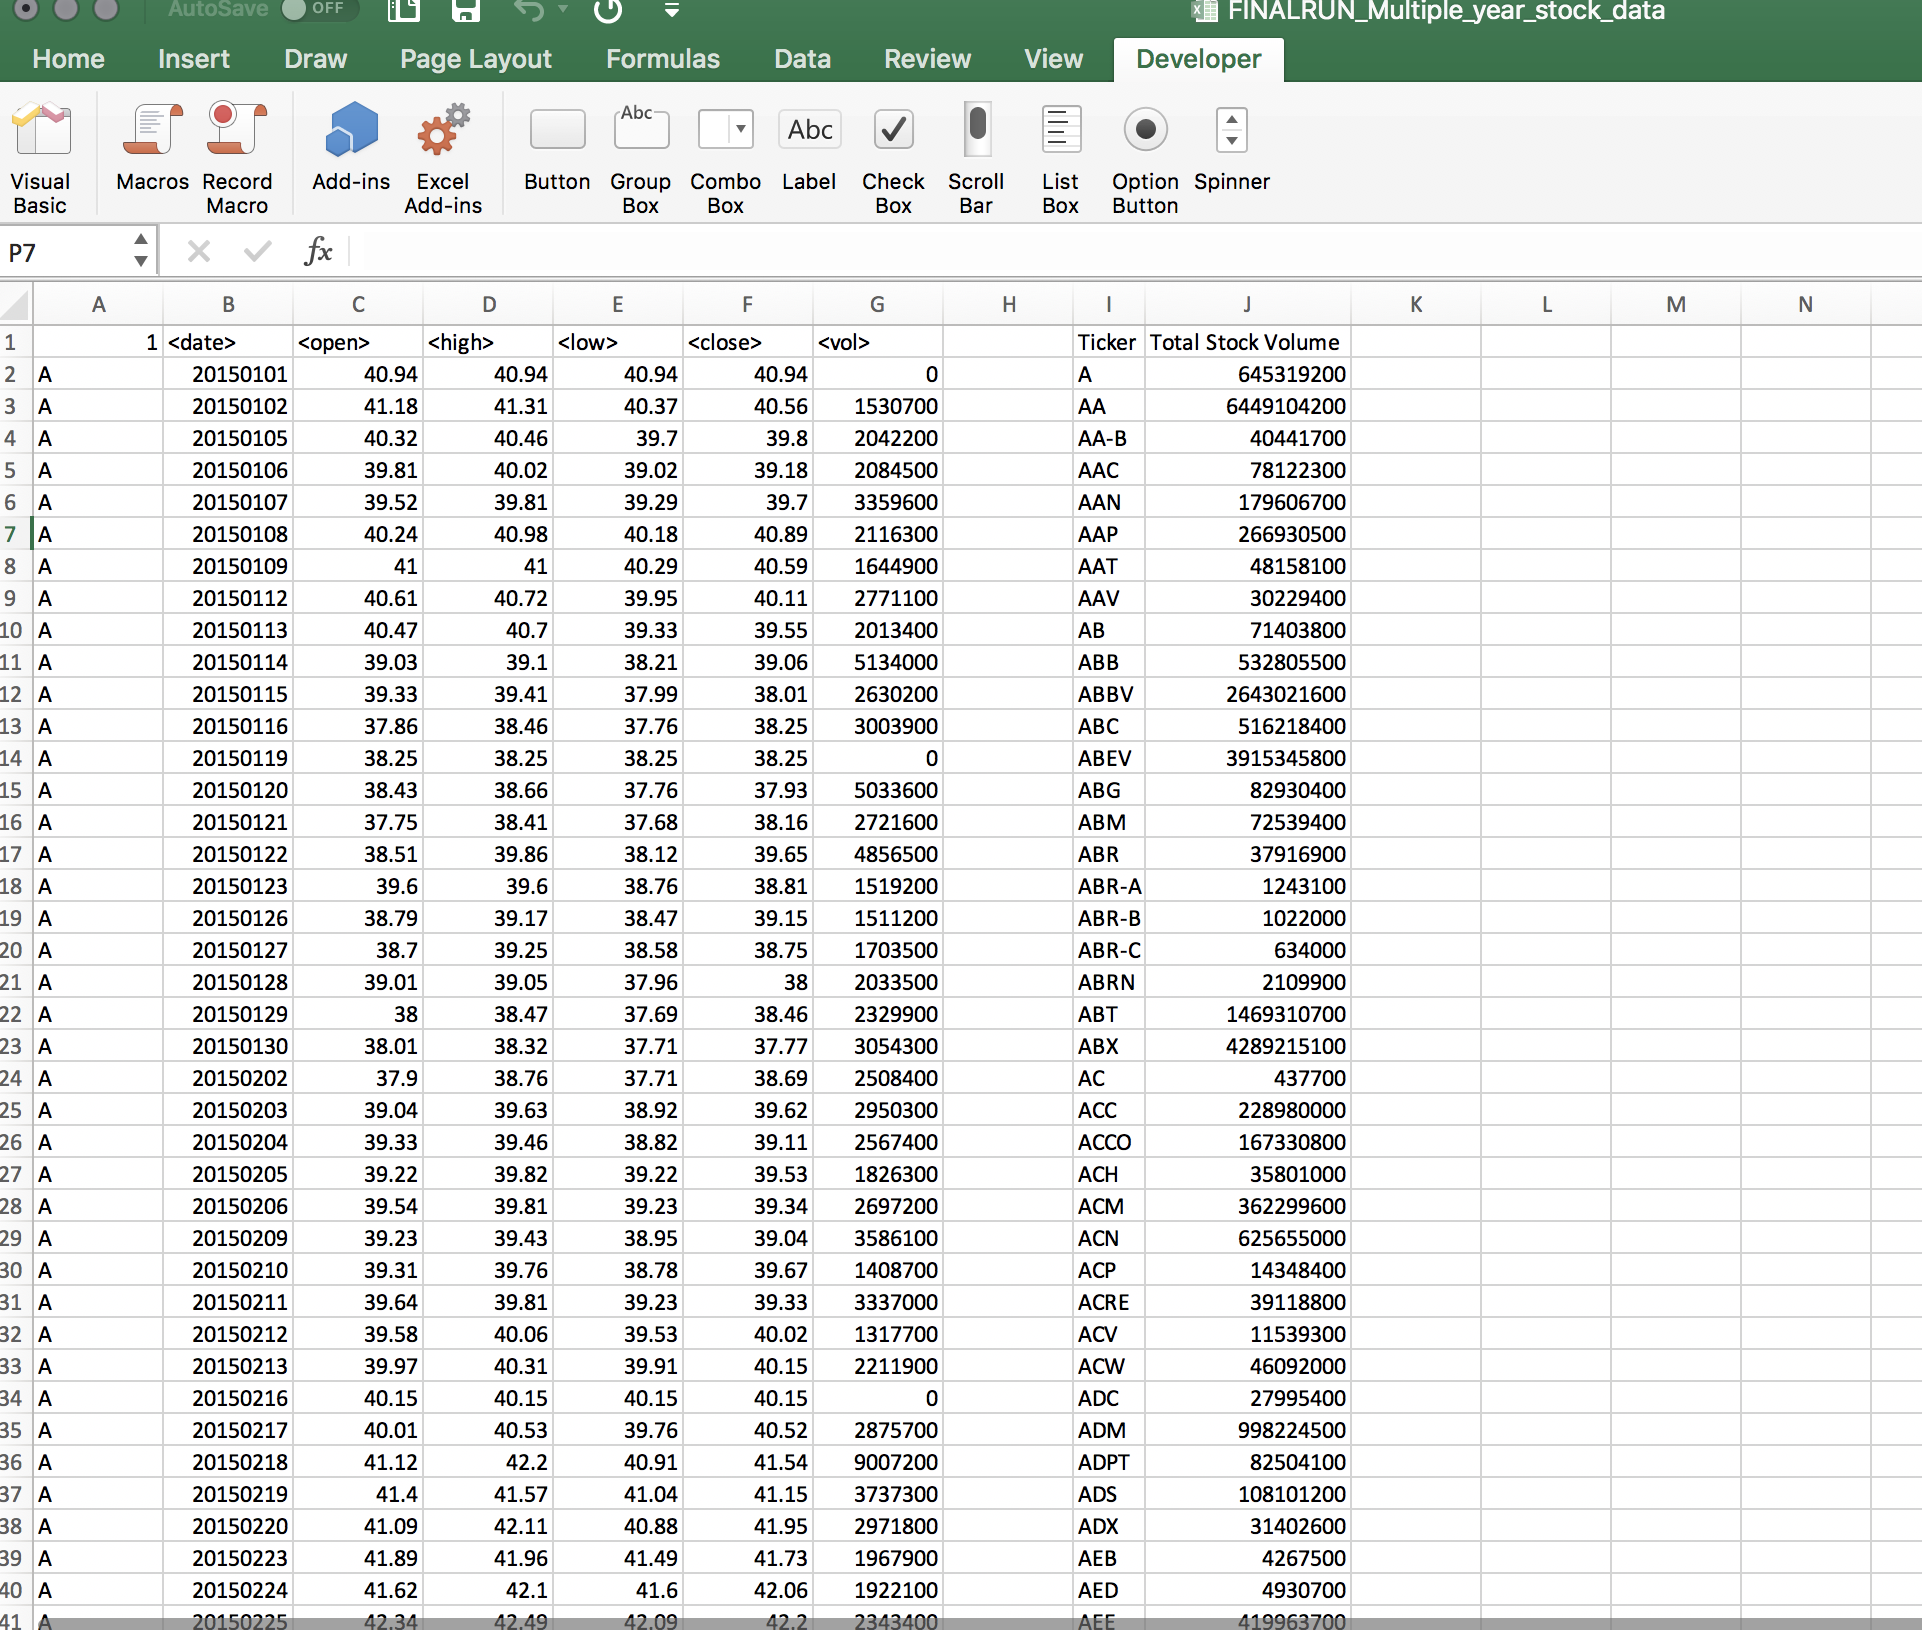 AutoSave OFF FINALRUN_Multiple_year_stock_data
Home Insert Draw Page Layout Formulas Data Review View Developer
Abc Abc
Visual Basic Macros Record Macro Add-ins Excel Add-ins Button Group Box Combo Box Label Check Box Scroll Bar List Box Option Button Spinner
P7 fx
A B C D E F G H I J K L M N
1 1 <date> <open> <high> <low> <close> <vol> Ticker Total Stock Volume
2 A 20150101 40.94 40.94 40.94 40.94 0 A 645319200
3 A 20150102 41.18 41.31 40.37 40.56 1530700 AA 6449104200
4 A 20150105 40.32 40.46 39.7 39.8 2042200 AA-B 40441700
5 A 20150106 39.81 40.02 39.02 39.18 2084500 AAC 78122300
6 A 20150107 39.52 39.81 39.29 39.7 3359600 AAN 179606700
7 A 20150108 40.24 40.98 40.18 40.89 2116300 AAP 266930500
8 A 20150109 41 41 40.29 40.59 1644900 AAT 48158100
9 A 20150112 40.61 40.72 39.95 40.11 2771100 AAV 30229400
10 A 20150113 40.47 40.7 39.33 39.55 2013400 AB 71403800
11 A 20150114 39.03 39.1 38.21 39.06 5134000 ABB 532805500
12 A 20150115 39.33 39.41 37.99 38.01 2630200 ABBV 2643021600
13 A 20150116 37.86 38.46 37.76 38.25 3003900 ABC 516218400
14 A 20150119 38.25 38.25 38.25 38.25 0 ABEV 3915345800
15 A 20150120 38.43 38.66 37.76 37.93 5033600 ABG 82930400
16 A 20150121 37.75 38.41 37.68 38.16 2721600 ABM 72539400
17 A 20150122 38.51 39.86 38.12 39.65 4856500 ABR 37916900
18 A 20150123 39.6 39.6 38.76 38.81 1519200 ABR-A 1243100
19 A 20150126 38.79 39.17 38.47 39.15 1511200 ABR-B 1022000
20 A 20150127 38.7 39.25 38.58 38.75 1703500 ABR-C 634000
21 A 20150128 39.01 39.05 37.96 38 2033500 ABRN 2109900
22 A 20150129 38 38.47 37.69 38.46 2329900 ABT 1469310700
23 A 20150130 38.01 38.32 37.71 37.77 3054300 ABX 4289215100
24 A 20150202 37.9 38.76 37.71 38.69 2508400 AC 437700
25 A 20150203 39.04 39.63 38.92 39.62 2950300 ACC 228980000
26 A 20150204 39.33 39.46 38.82 39.11 2567400 ACCO 167330800
27 A 20150205 39.22 39.82 39.22 39.53 1826300 ACH 35801000
28 A 20150206 39.54 39.81 39.23 39.34 2697200 ACM 362299600
29 A 20150209 39.23 39.43 38.95 39.04 3586100 ACN 625655000
30 A 20150210 39.31 39.76 38.78 39.67 1408700 ACP 14348400
31 A 20150211 39.64 39.81 39.23 39.33 3337000 ACRE 39118800
32 A 20150212 39.58 40.06 39.53 40.02 1317700 ACV 11539300
33 A 20150213 39.97 40.31 39.91 40.15 2211900 ACW 46092000
34 A 20150216 40.15 40.15 40.15 40.15 0 ADC 27995400
35 A 20150217 40.01 40.53 39.76 40.52 2875700 ADM 998224500
36 A 20150218 41.12 42.2 40.91 41.54 9007200 ADPT 82504100
37 A 20150219 41.4 41.57 41.04 41.15 3737300 ADS 108101200
38 A 20150220 41.09 42.11 40.88 41.95 2971800 ADX 31402600
39 A 20150223 41.89 41.96 41.49 41.73 1967900 AEB 4267500
40 A 20150224 41.62 42.1 41.6 42.06 1922100 AED 4930700
41 A 20150225 42.34 42.49 42.09 42.2 2343400 AEE 419963700